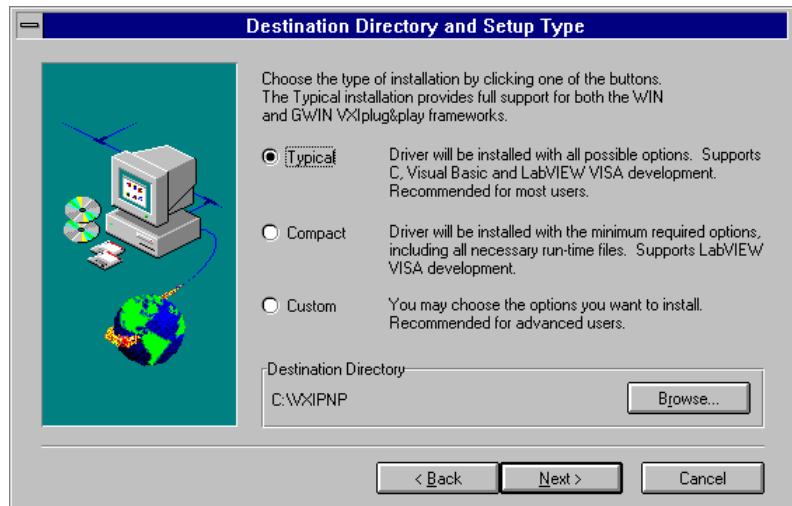 Destination Directory and Setup Type
Choose the type of installation by clicking one of the buttons.
The Typical installation provides full support for both the WIN
and GWIN VXIplug&play frameworks.
Typical
Driver will be installed with all possible options.  Supports
C, Visual Basic and LabVIEW VISA development.
Recommended for most users.
Compact
Driver will be installed with the minimum required options,
including all necessary run-time files.  Supports LabVIEW
VISA development.
Custom
You may choose the options you want to install.
Recommended for advanced users.
Destination Directory
C:\VXIPNP
Browse...
< Back
Next >
Cancel